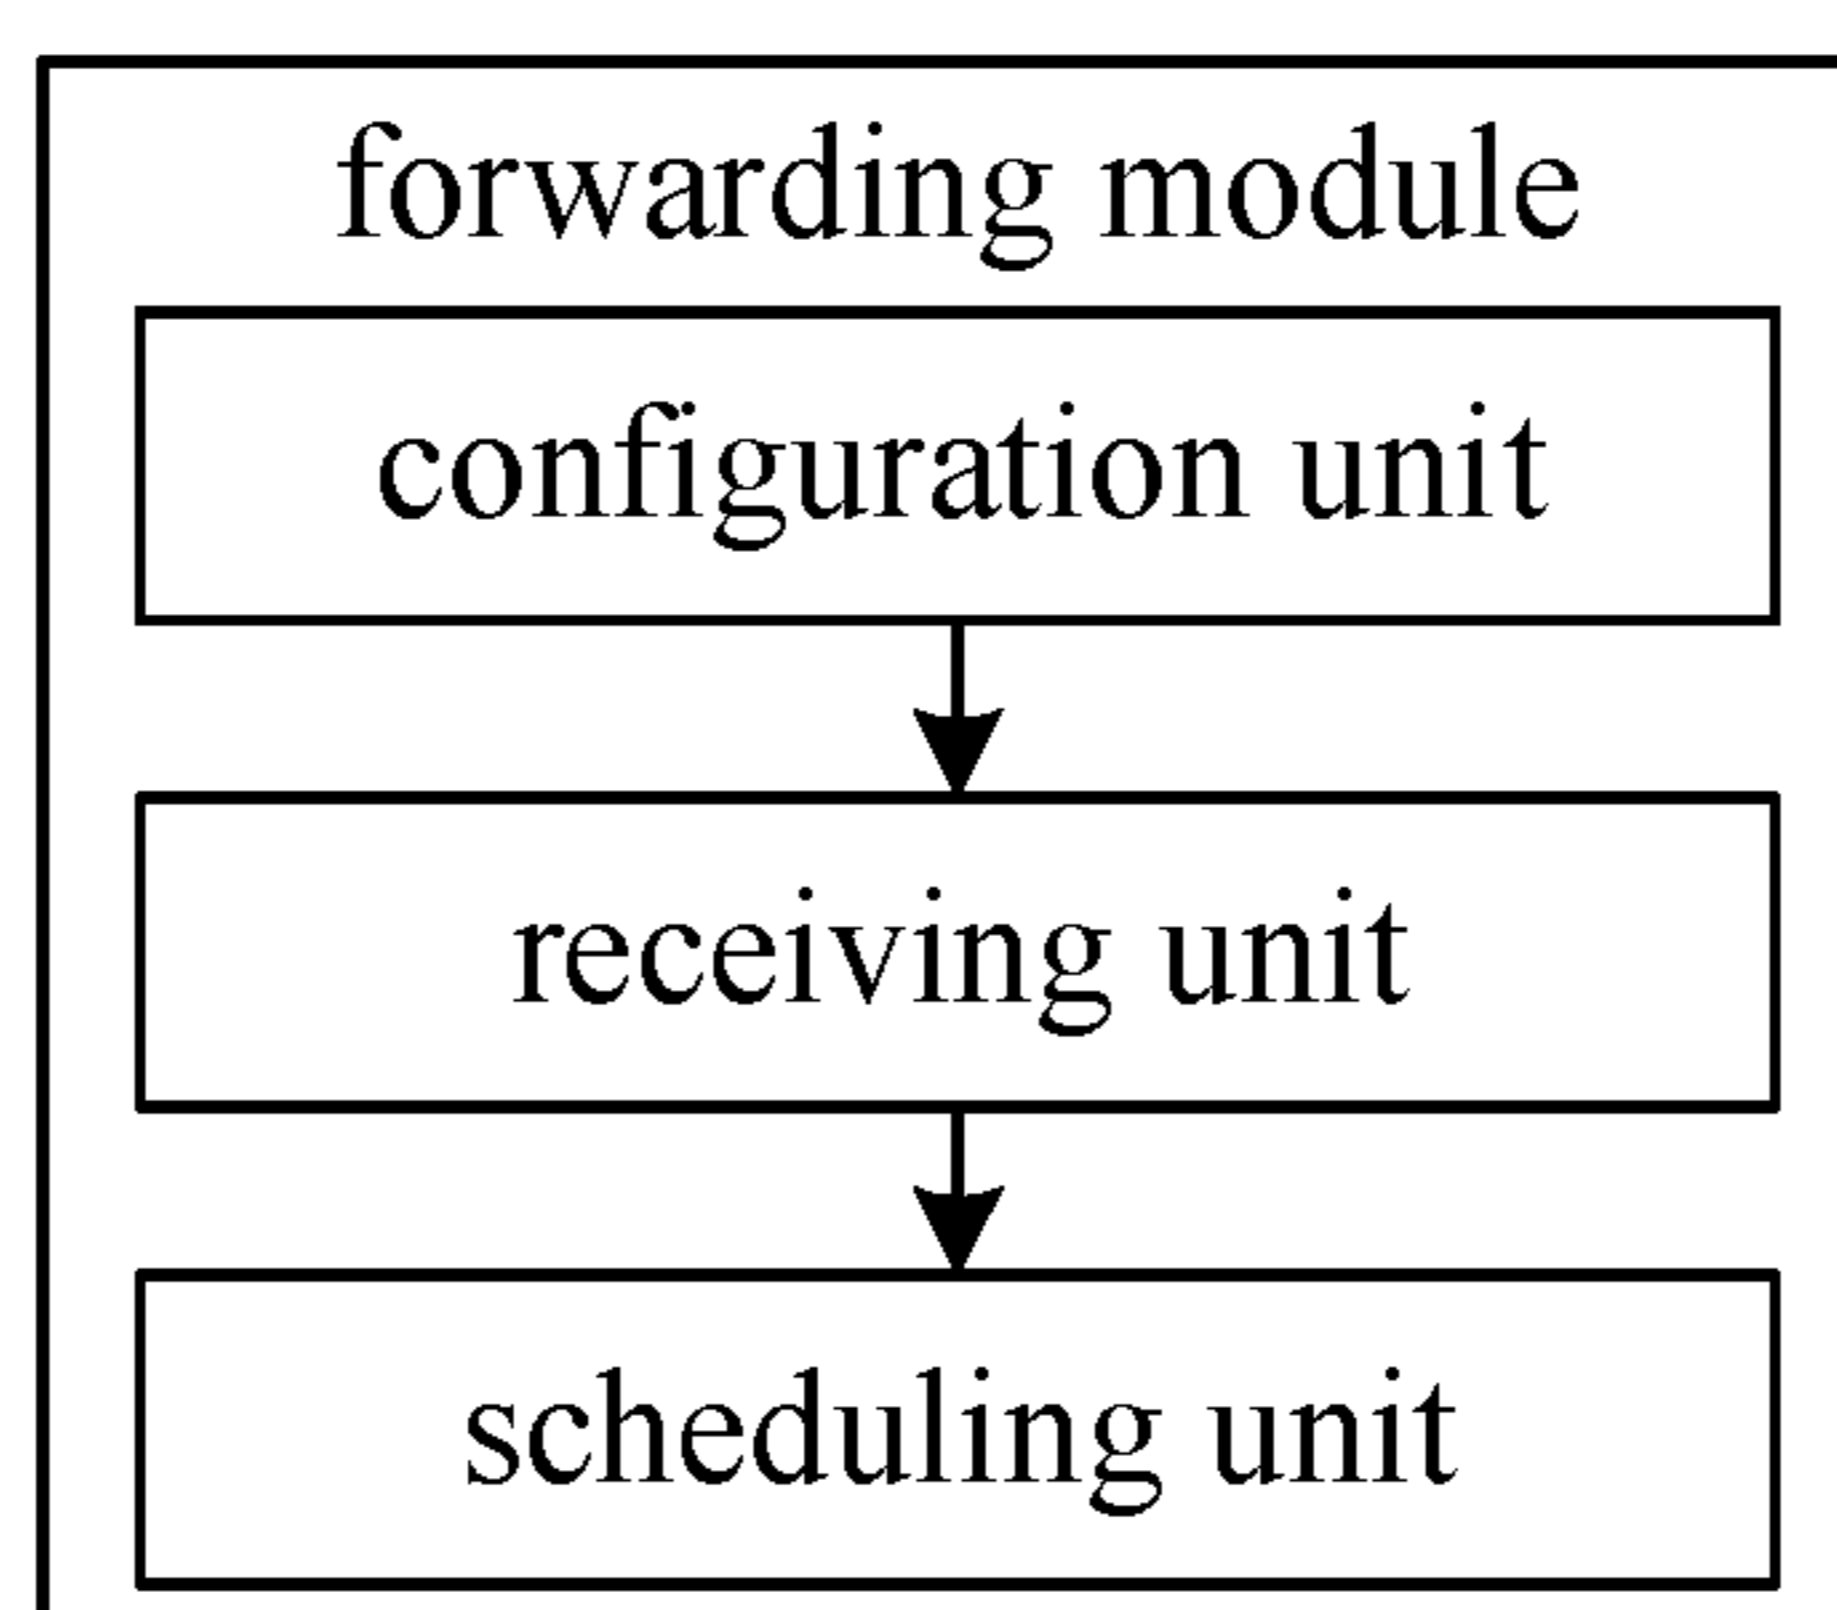 forwarding module
configuration unit
receiving unit
scheduling unit